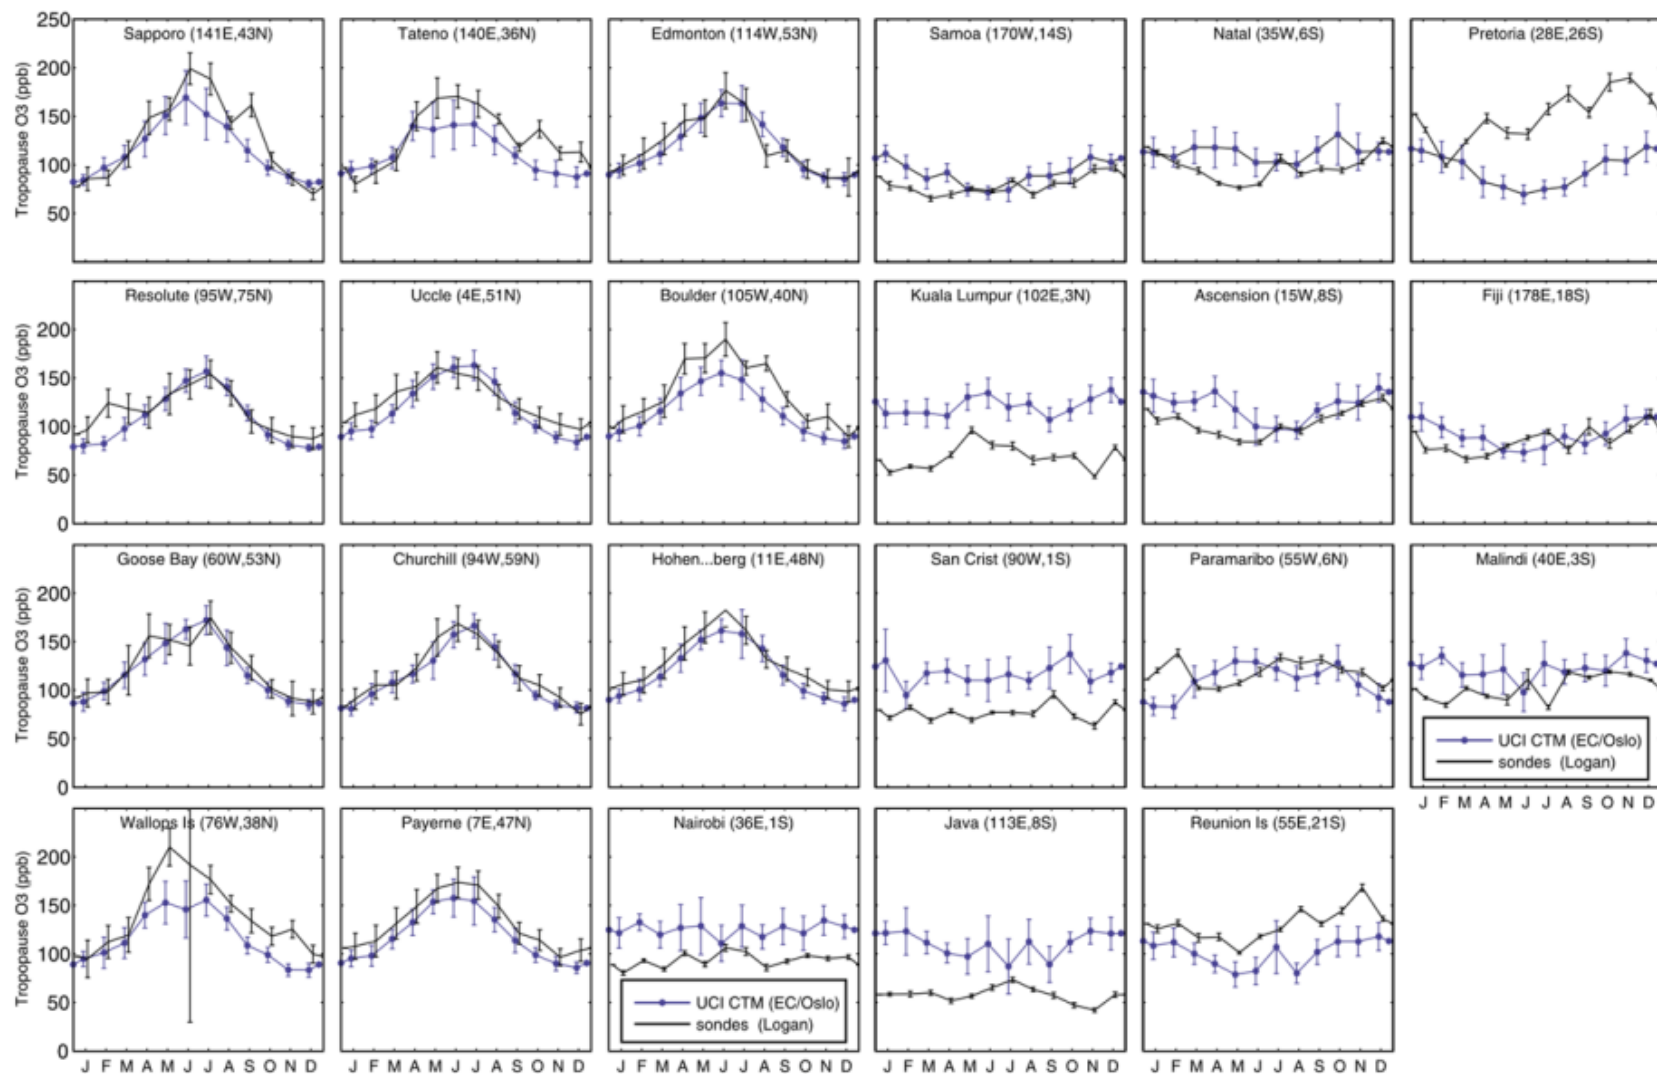 Sapporo (141E,43N)
Tateno (140E,36N)
Edmonton (114W,53N)
Samoa (170W,14S)
Natal (35W,6S)
Pretoria (28E,26S)
250
200
150
100
50
Tropopause O3 (ppb)
Resolute (95W,75N)
Uccle (4E,51N)
Boulder (105W,40N)
Kuala Lumpur (102E,3N)
Ascension (15W,8S)
Fiji (178E,18S)
200
150
100
50
0
Tropopause O3 (ppb)
Goose Bay (60W,53N)
Churchill (94W,59N)
Hohen...berg (11E,48N)
San Crist (90W,1S)
Paramaribo (55W,6N)
Malindi (40E,3S)
200
150
100
50
0
Tropopause O3 (ppb)
UCI CTM (EC/Oslo)
sondes (Logan)
J F M A M J J A S O N D
Wallops Is (76W,38N)
Payerne (7E,47N)
Nairobi (36E,1S)
Java (113E,8S)
Reunion Is (55E,21S)
200
150
100
50
0
Tropopause O3 (ppb)
UCI CTM (EC/Oslo)
sondes (Logan)
J F M A M J J A S O N D
J F M A M J J A S O N D
J F M A M J J A S O N D
J F M A M J J A S O N D
J F M A M J J A S O N D